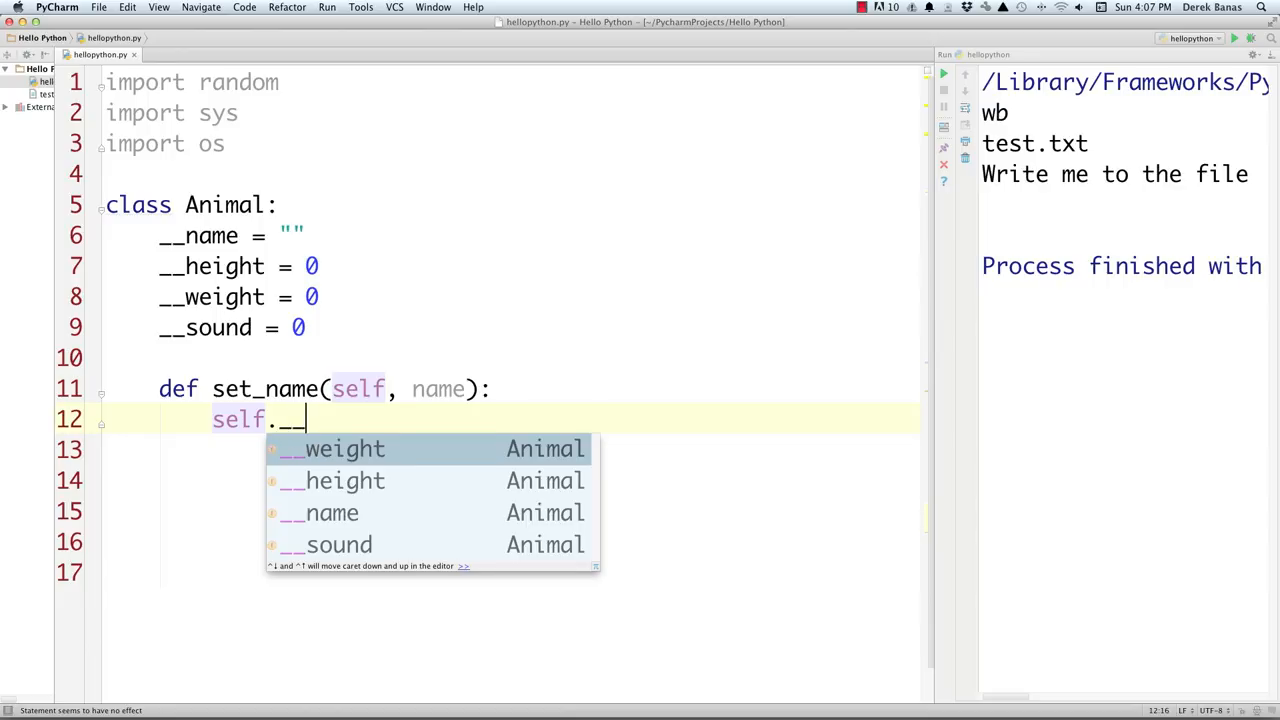 PyCharm File Edit View Navigate Code Refactor Run Tools VCS Window Help 10 Sun 4:07 PM Derek Banas
hellopython.py - Hello Python - [~/PycharmProjects/Hello Python]
Hello Python hellopython.py hellopython
hellopython.py Run hellopython
Hello P
hell
test
Extern
1 import random
2 import sys
3 import os
4
5 class Animal:
6 __name = ""
7 __height = 0
8 __weight = 0
9 __sound = 0
10
11 def set_name(self, name):
12 self.__
13
14
15
16
17
__weight Animal
__height Animal
__name Animal
__sound Animal
^↓ and ^↑ will move caret down and up in the editor >>
/Library/Frameworks/Py
wb
test.txt
Write me to the file
Process finished with
Statement seems to have no effect 12:16 LF UTF-8